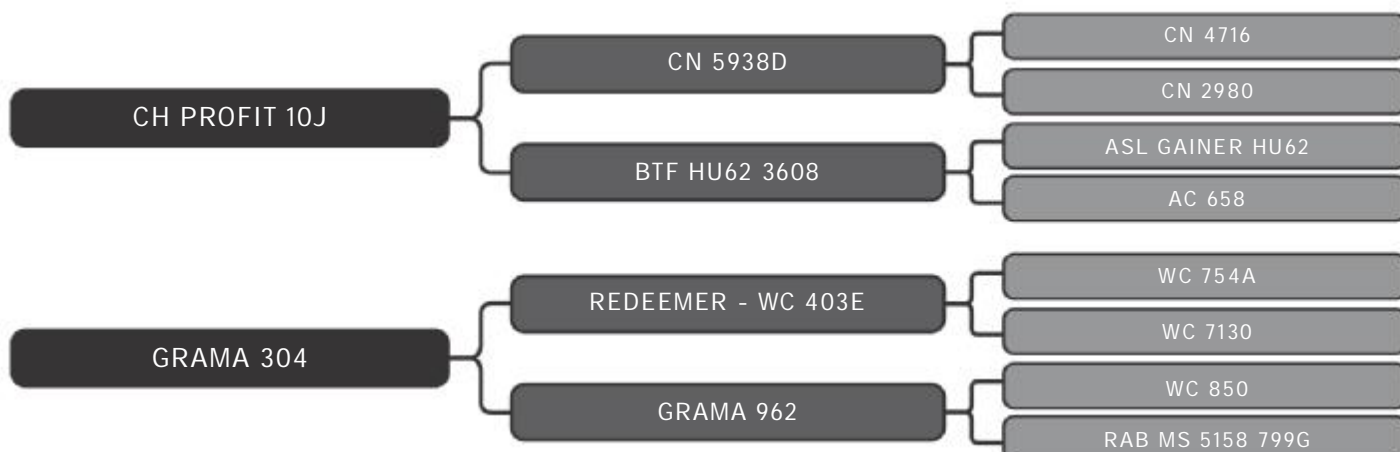 CH PROFIT 10J
CN 5938D
CN 4716
CN 2980
BTF HU62 3608
ASL GAINER HU62
AC 658
GRAMA 304
REDEEMER - WC 403E
WC 754A
WC 7130
GRAMA 962
WC 850
RAB MS 5158 799G